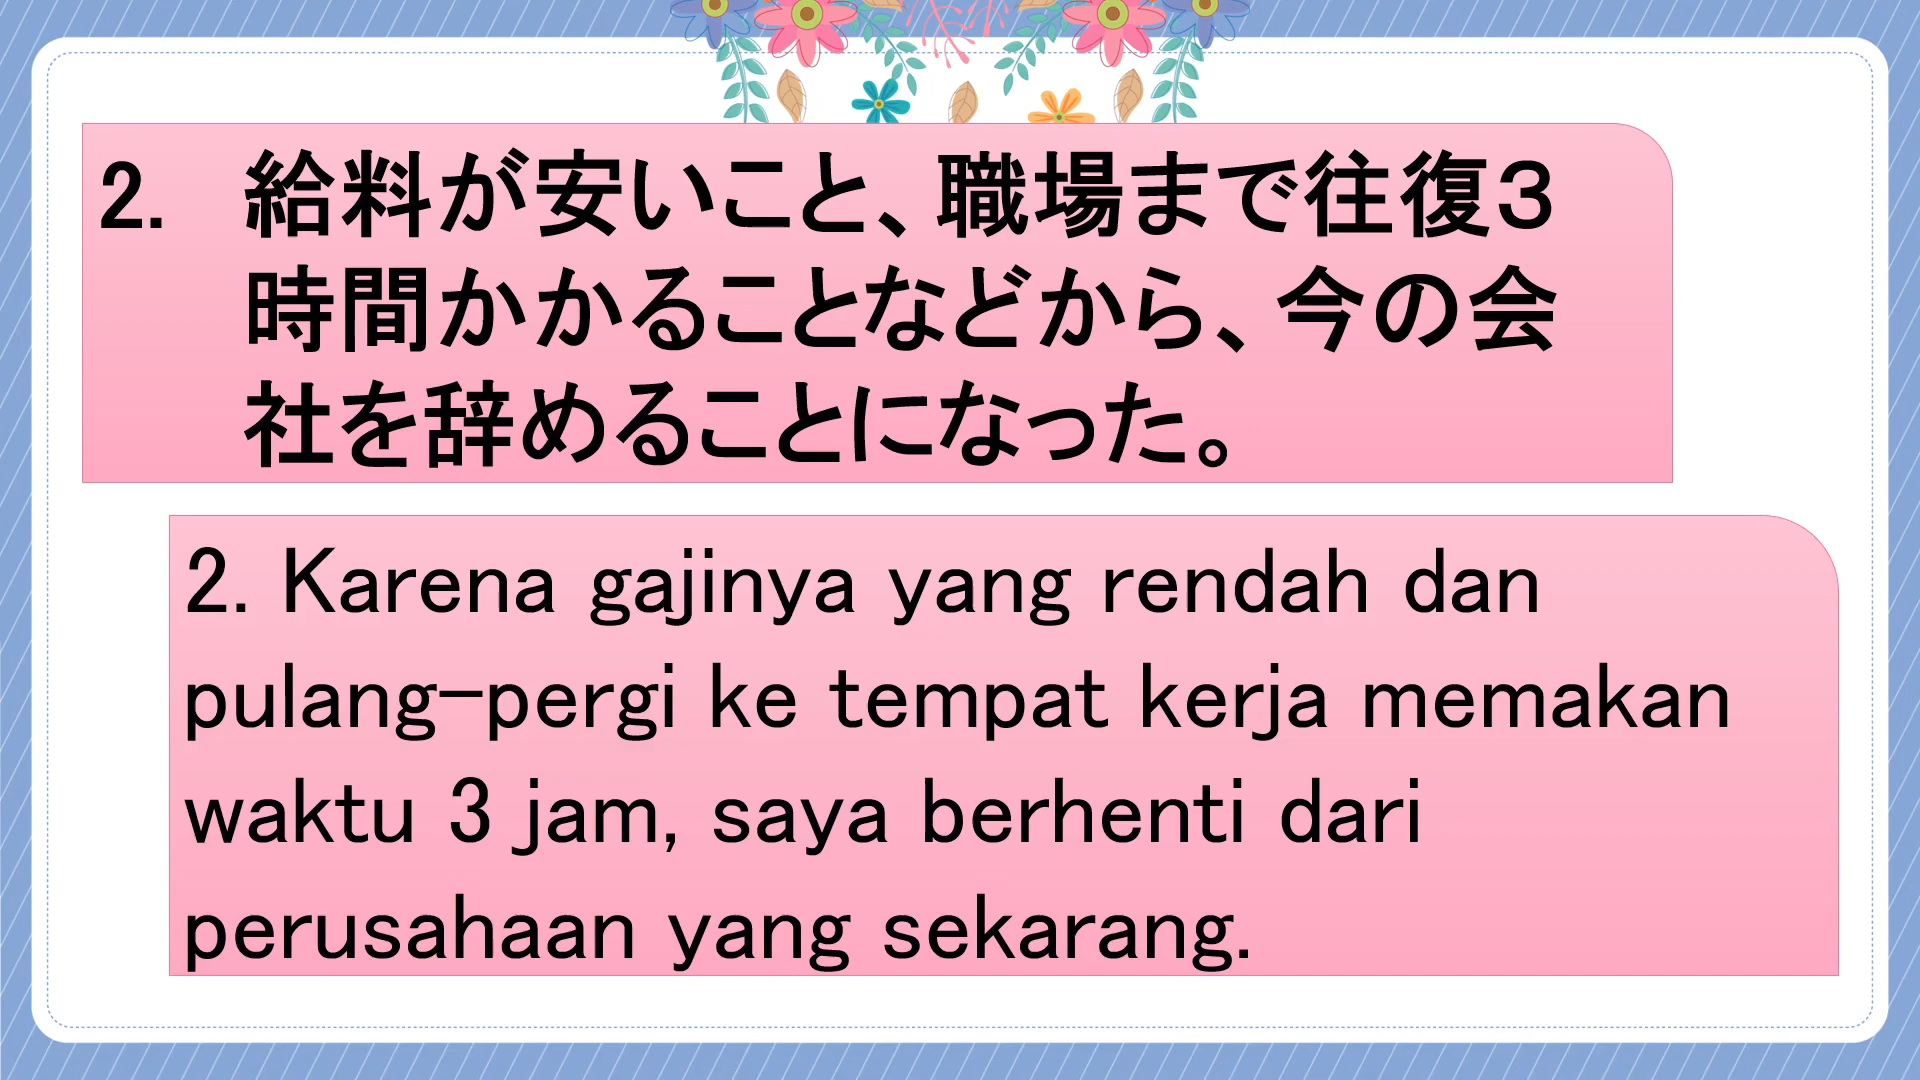 2. 給料が安いこと、職場まで往復３
時間かかることなどから、今の会
社を辞めることになった。
2. Karena gajinya yang rendah dan
pulang-pergi ke tempat kerja memakan
waktu 3 jam, saya berhenti dari
perusahaan yang sekarang.